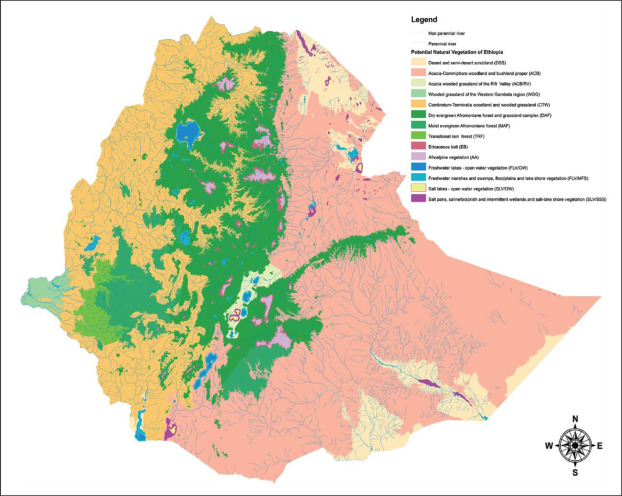 Legend
Non perennial river
Perennial river
Potential Natural Vegetation of Ethiopia
Desert and semi-desert scrubland (DSS)
Acacia-Commiphora woodland and bushland proper (ACB)
Acacia wooded grassland of the Rift Valley (ACB/RV)
Wooded grassland of the Western Gambela region (WGG)
Combretum-Terminalia woodland and wooded grassland (CTW)
Dry evergreen Afromontane forest and grassland complex (DAF)
Moist evergreen Afromontane forest (MAF)
Transitional rain forest (TRF)
Ericaceous belt (EB)
Afroalpine vegetation (AA)
Freshwater lakes - open water vegetation (FLV/OW)
Freshwater marshes and swamps, floodplains and lake shore vegetation (FLV/MFS)
Salt lakes - open water vegetation (SLV/OW)
Salt pans, saline/brackish and intermittent wetlands and salt-lake shore vegetation (SLV/SSS)
N
W E
S